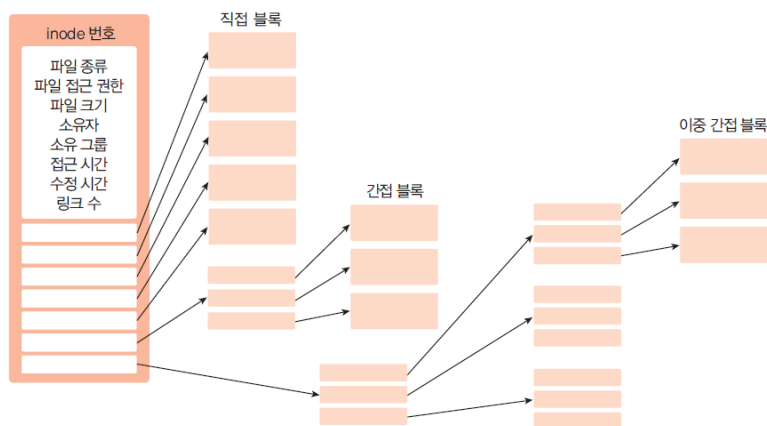 inode 번호
파일 종류
파일 접근 권한
파일 크기
소유자
소유 그룹
접근 시간
수정 시간
링크 수
직접 블록
간접 블록
이중 간접 블록